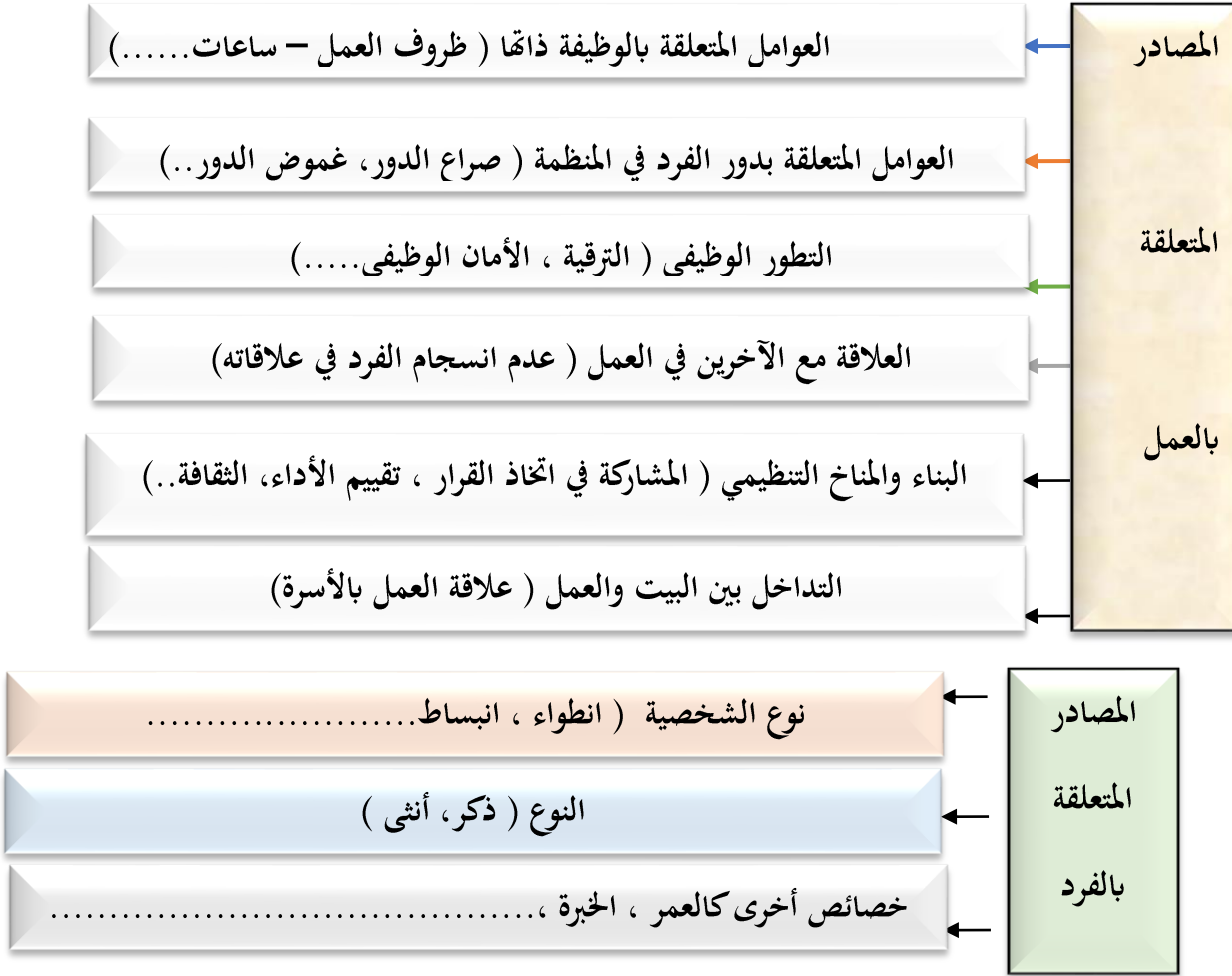 المصادر
المتعلقة
بالعمل
العوامل المتعلقة بالوظيفة ذاتها ( ظروف العمل – ساعات......)
العوامل المتعلقة بدور الفرد في المنظمة ( صراع الدور، غموض الدور..)
التطور الوظيفى ( الترقية ، الأمان الوظيفى.....)
العلاقة مع الآخرين في العمل ( عدم انسجام الفرد في علاقاته)
البناء والمناخ التنظيمي ( المشاركة في اتخاذ القرار ، تقييم الأداء، الثقافة..)
التداخل بين البيت والعمل ( علاقة العمل بالأسرة)
المصادر
المتعلقة
بالفرد
نوع الشخصية ( انطواء ، انبساط.......................
النوع ( ذكر، أنثى )
خصائص أخرى كالعمر ، الخبرة ،.........................................